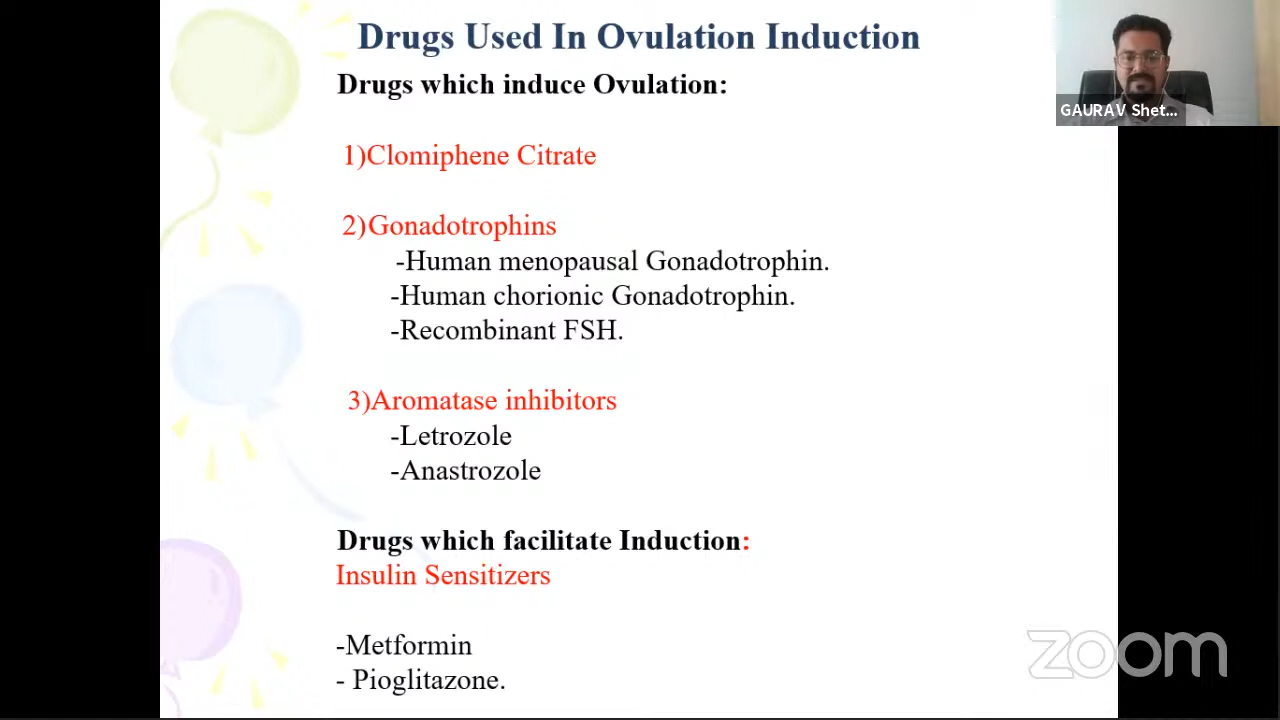 Drugs Used In Ovulation Induction
Drugs which induce Ovulation:
GAURAV Shet...
1)Clomiphene Citrate
2)Gonadotrophins
-Human menopausal Gonadotrophin.
-Human chorionic Gonadotrophin.
-Recombinant FSH.
3)Aromatase inhibitors
-Letrozole
-Anastrozole
Drugs which facilitate Induction:
Insulin Sensitizers
-Metformin
- Pioglitazone.
zoom